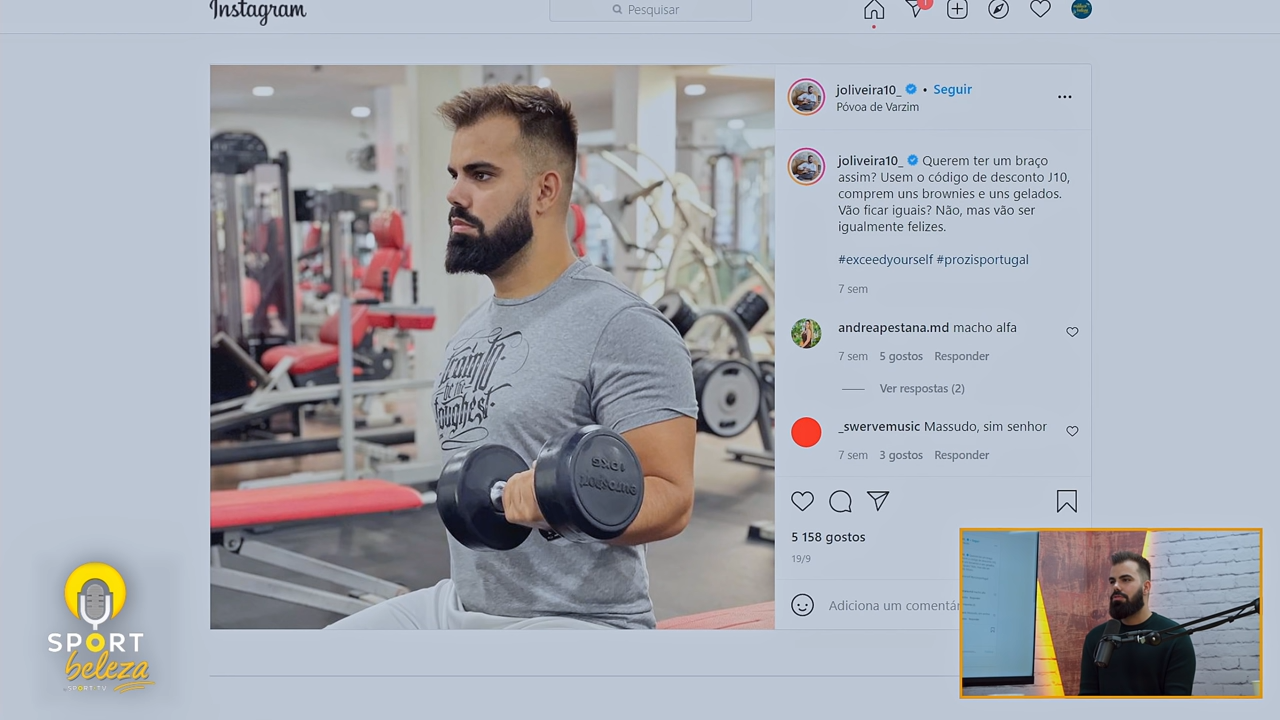 Instagram
Pesquisar
1
joliveira10_ • Seguir
Póvoa de Varzim
joliveira10_ Querem ter um braço
assim? Usem o código de desconto J10,
comprem uns brownies e uns gelados.
Vão ficar iguais? Não, mas vão ser
igualmente felizes.
#exceedyourself #prozisportugal
7 sem
andreapestana.md macho alfa
7 sem 5 gostos Responder
Ver respostas (2)
_swervemusic Massudo, sim senhor
7 sem 3 gostos Responder
5 158 gostos
19/9
Adiciona um comentár
train to
be the
toughest
10KG
eurosport
SPORT
beleza
SPORT TV